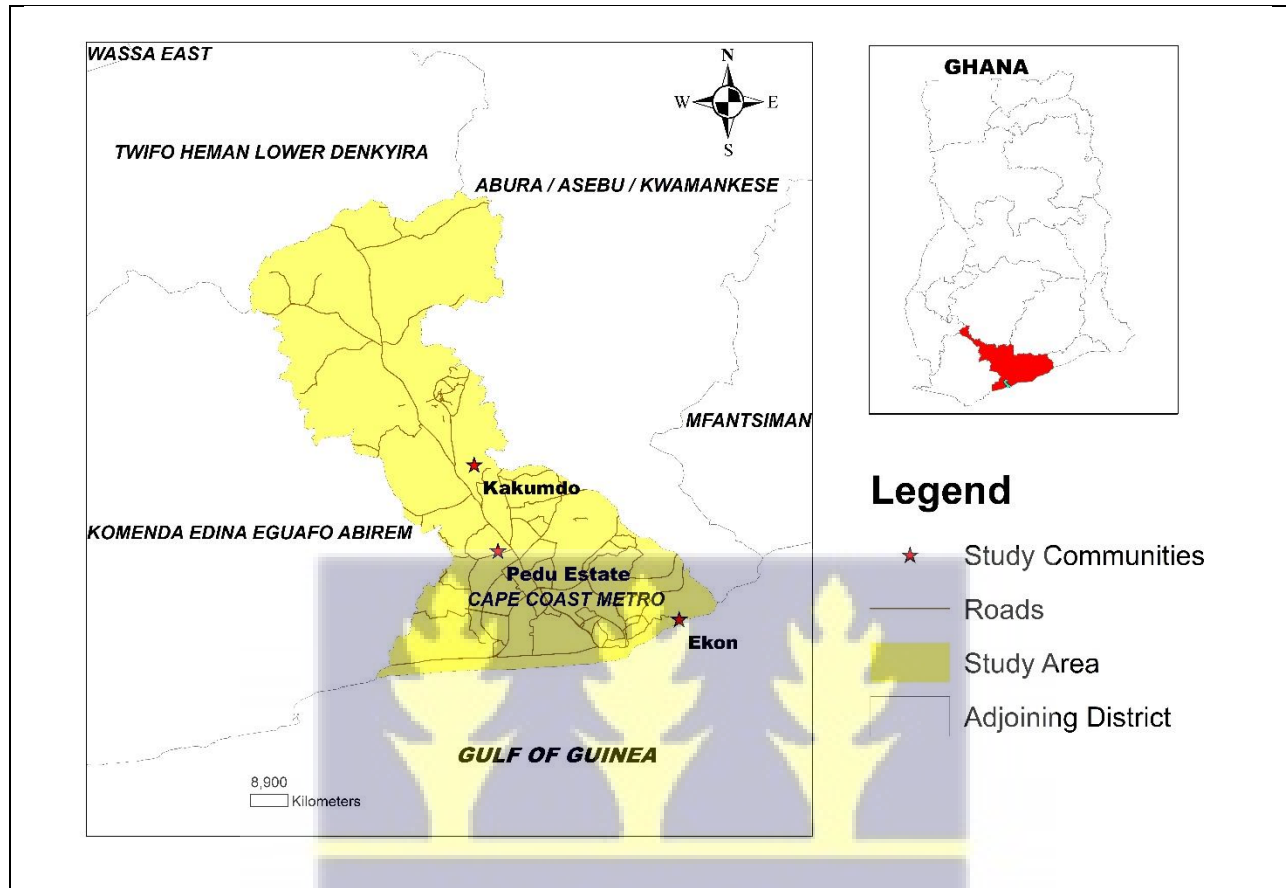 WASSA EAST
N
W
E
S
TWIFO HEMAN LOWER DENKYIRA
ABURA / ASEBU / KWAMANKESE
MFANTSIMAN
Kakumdo
KOMENDA EDINA EGUAFO ABIREM
Pedu Estate
CAPE COAST METRO
Ekon
GULF OF GUINEA
8,900
Kilometers
GHANA
Legend
Study Communities
Roads
Study Area
Adjoining District